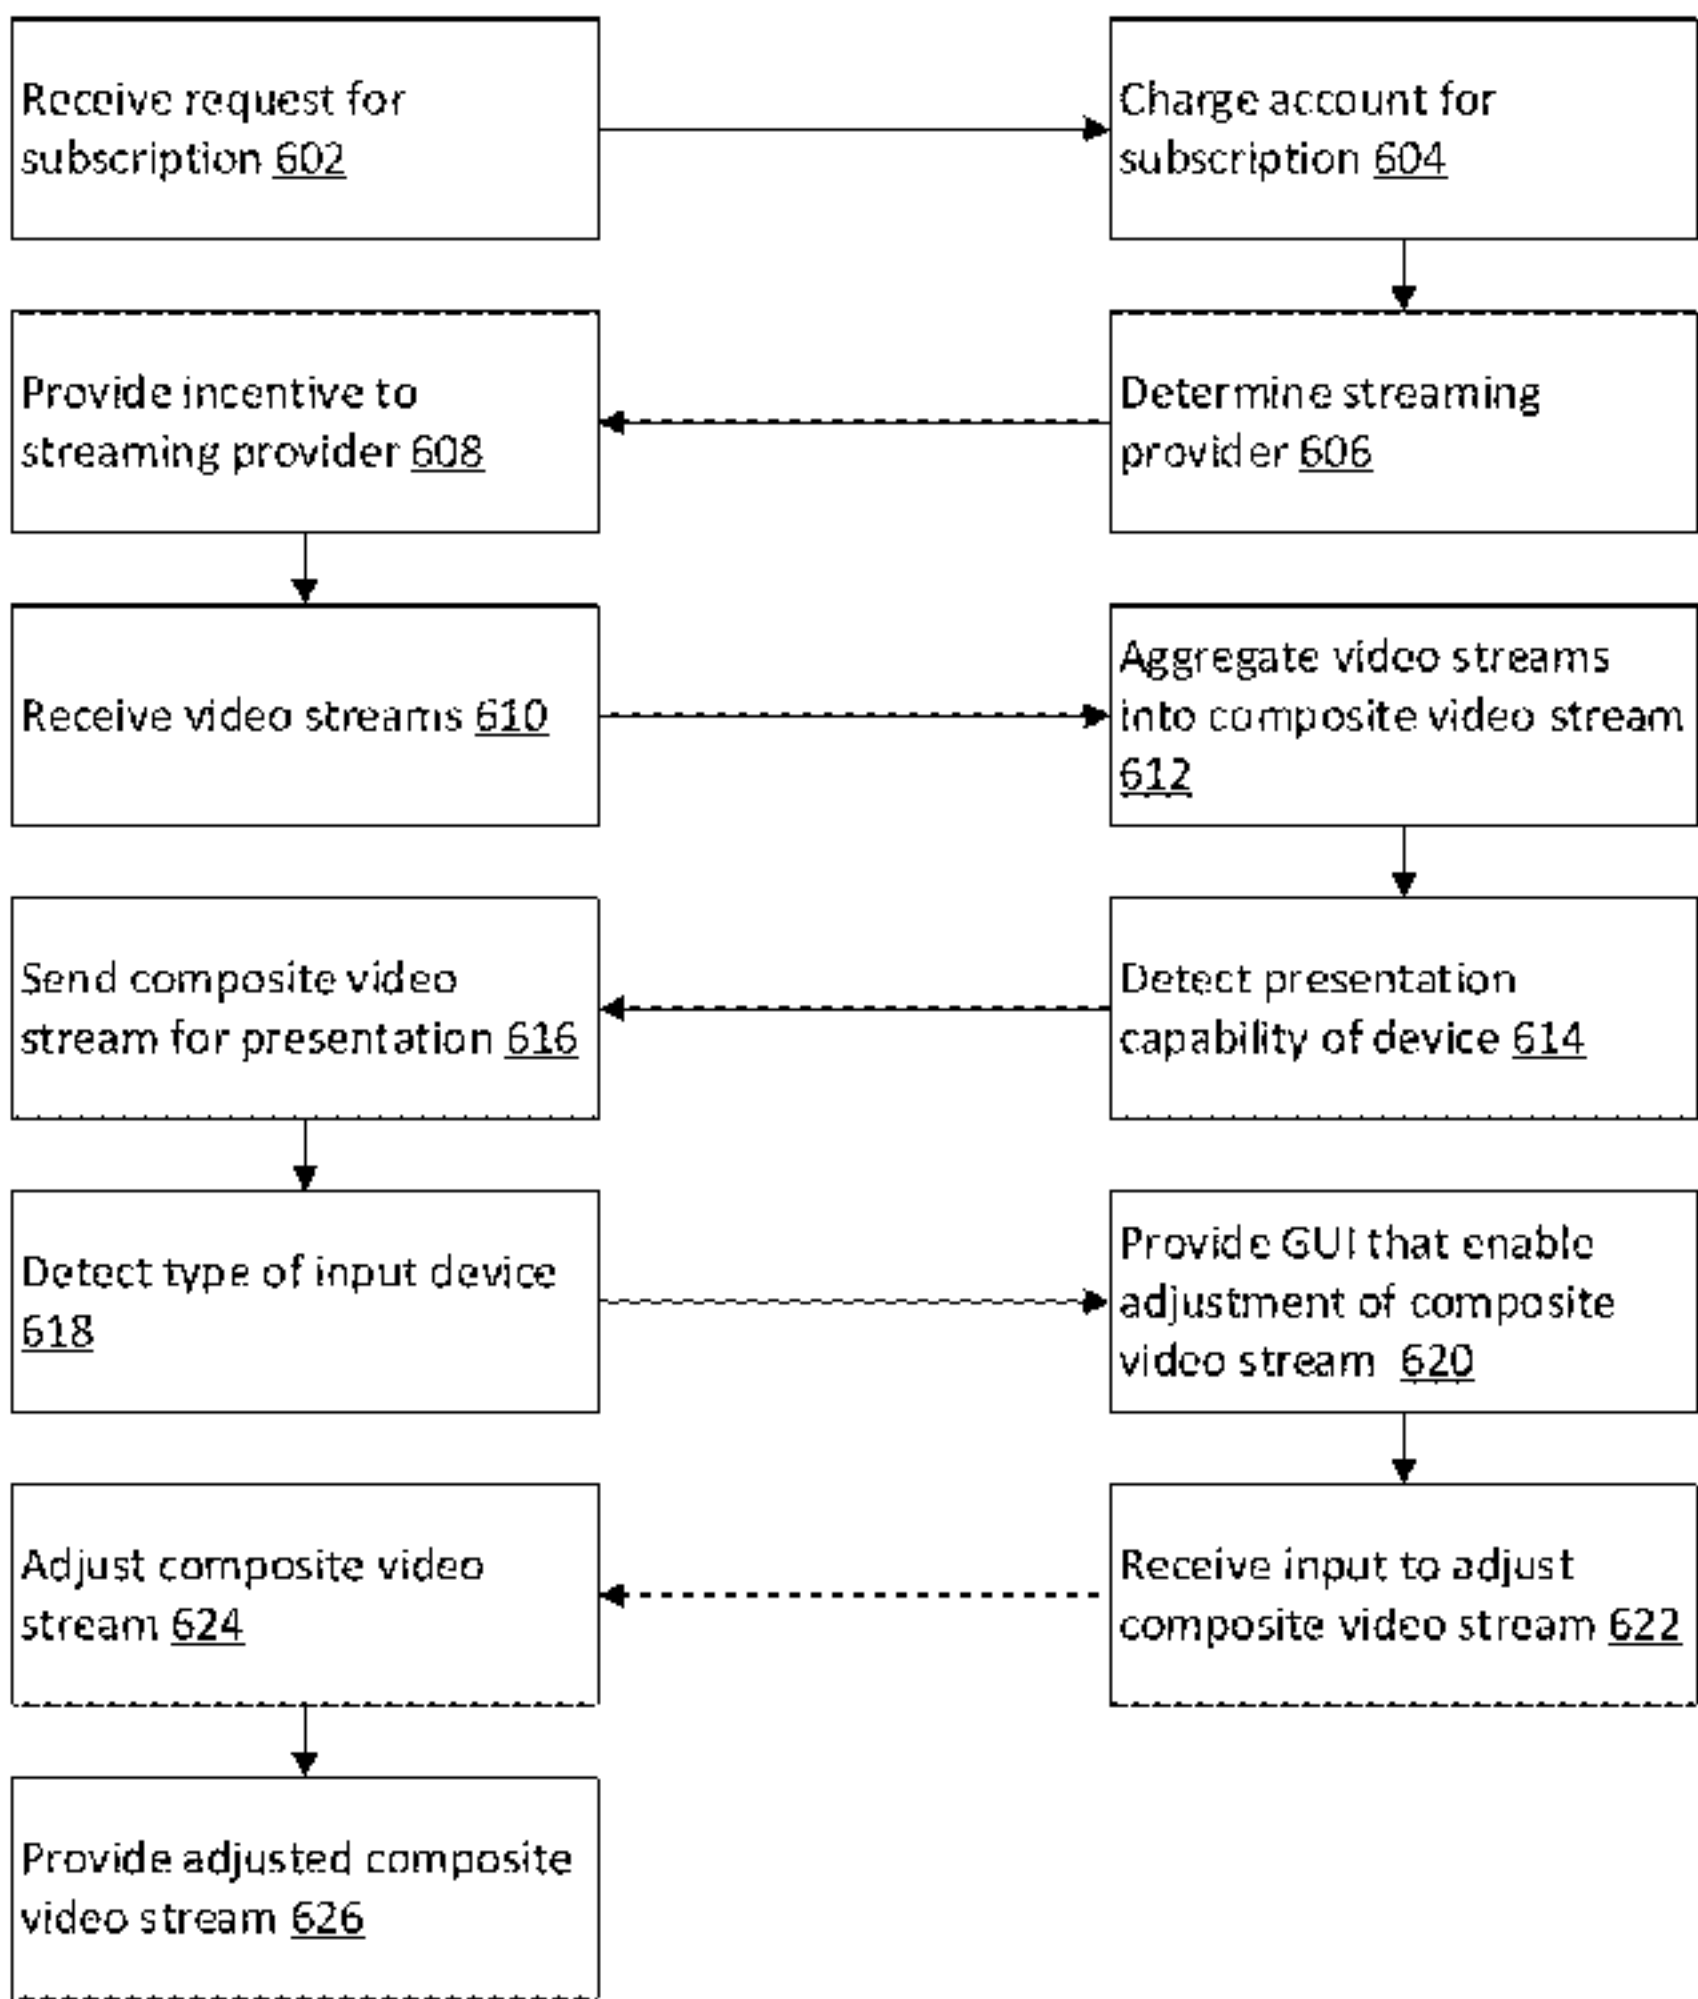 Receive request for
subscription 602
Charge account for
subscription 604
Provide incentive to
streaming provider 608
Determine streaming
provider 606
Receive video streams 610
Aggregate video streams
into composite video stream
612
Send composite video
stream for presentation 616
Detect presentation
capability of device 614
Detect type of input device
618
Provide GUI that enable
adjustment of composite
video stream 620
Adjust composite video
stream 624
Receive input to adjust
composite video stream 622
Provide adjusted composite
video stream 626